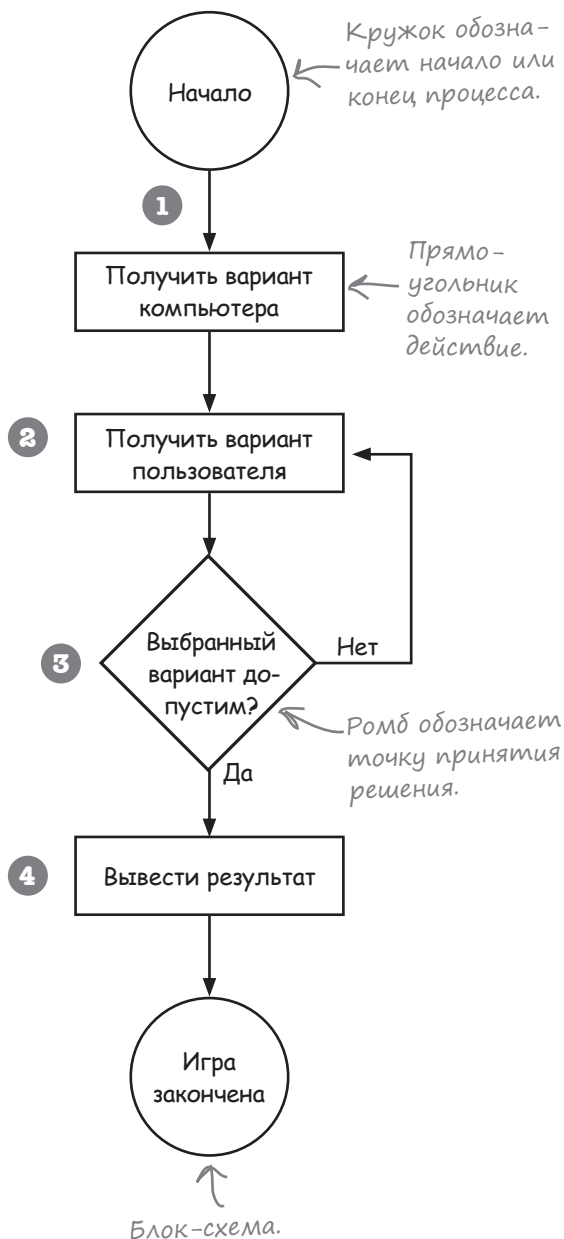 Начало
Кружок обозна-
чает начало или
конец процесса.
1
Получить вариант
компьютера
Прямо-
угольник
обозначает
действие.
2
Получить вариант
пользователя
3
Выбранный
вариант до-
пустим?
Нет
Ромб обозначает
точку принятия
решения.
Да
4
Вывести результат
Игра
закончена
Блок-схема.